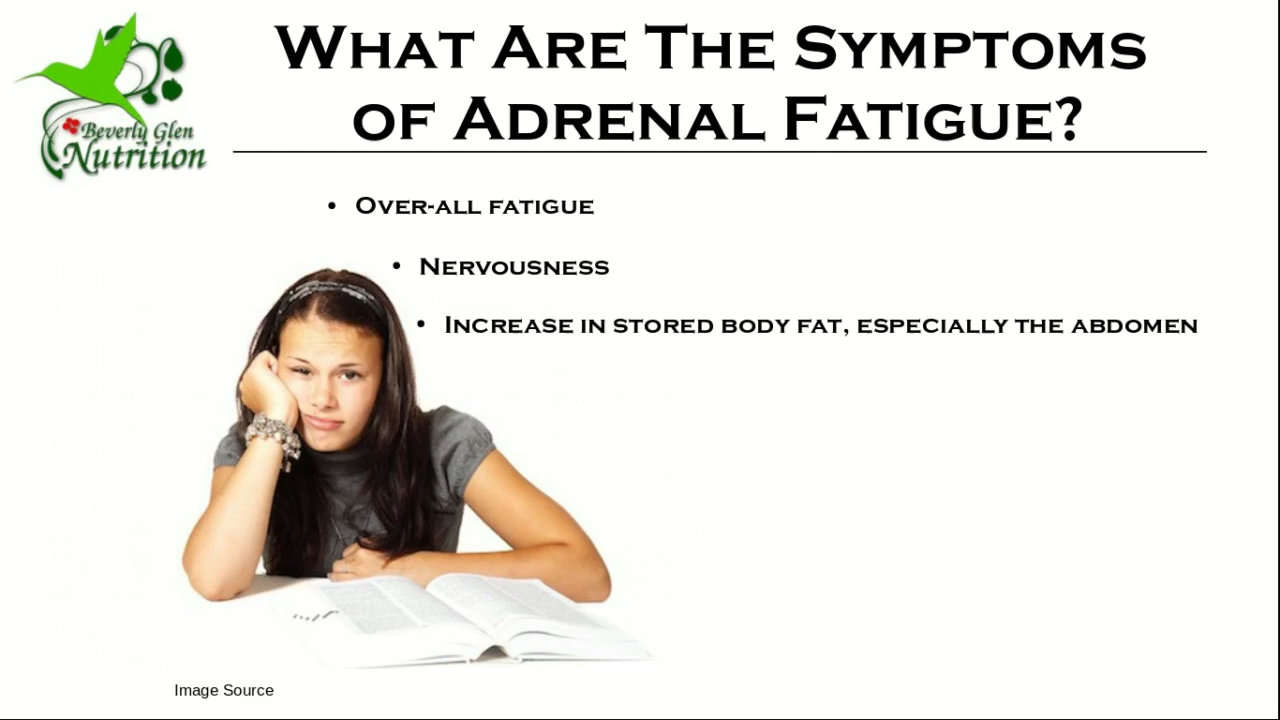 WHAT ARE THE SYMPTOMS
OF ADRENAL FATIGUE?
Beverly Glen
Nutrition
• OVER-ALL FATIGUE
• NERVOUSNESS
• INCREASE IN STORED BODY FAT, ESPECIALLY THE ABDOMEN
Image Source